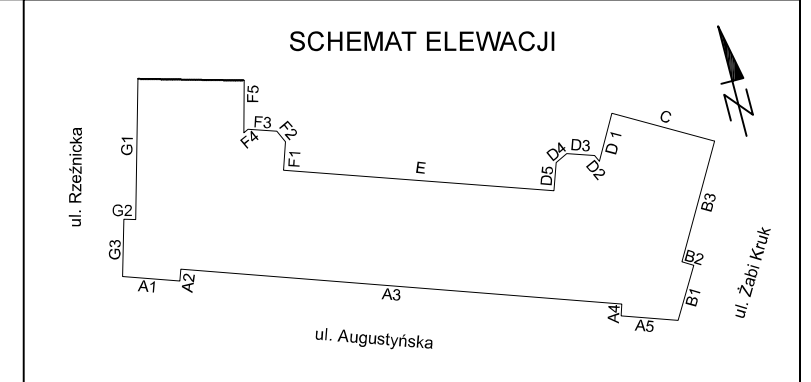 SCHEMAT ELEWACJI
F5
F3
F2
F4
F1
G1
ul. Rzeźnicka
G2
G3
A1
A2
A3
E
D5
D4
D3
D2
D 1
C
B3
B2
B1
A4
A5
ul. Żabi Kruk
ul. Augustyńska
N